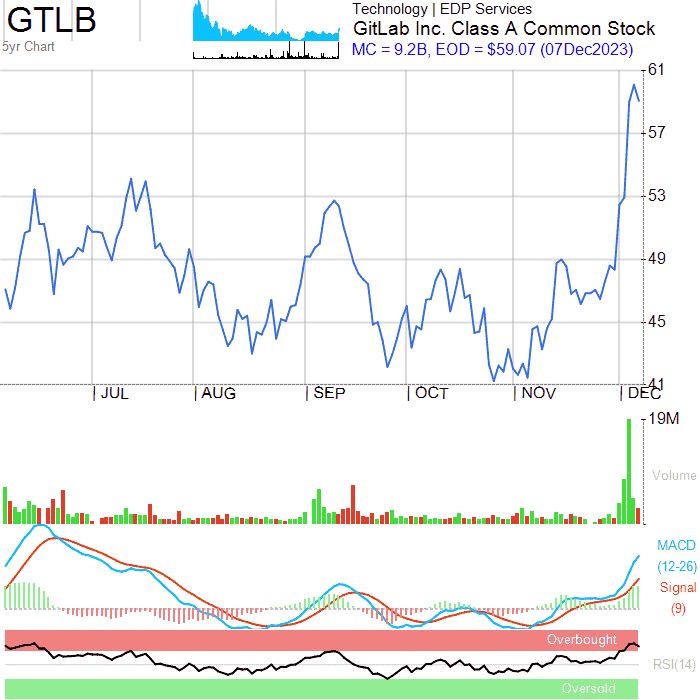 GTLB
5yr Chart
Technology | EDP Services
GitLab Inc. Class A Common Stock
MC = 9.2B, EOD = $59.07 (07Dec2023)
61
57
53
49
45
41
JUL
AUG
SEP
OCT
NOV
DEC
19M
Volume
MACD
(12-26)
Signal
(9)
Overbought
RSI(14)
Oversold